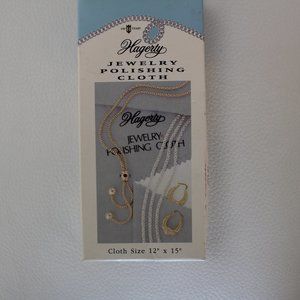 Hagerty
JEWELRY
POLISHING
CLOTH
Hagerty
JEWELRY
POLISHING CLOTH
Cloth Size 12" x 15"